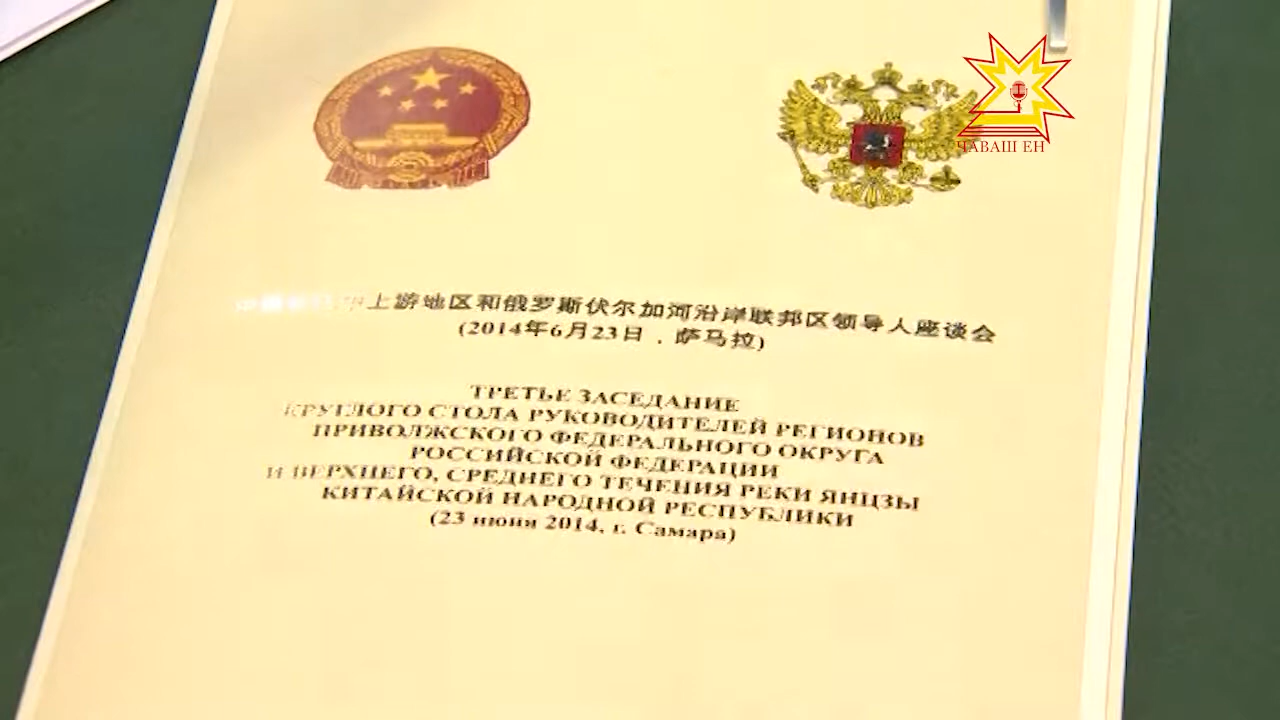 ЧАВАШ ЕН
上游地区和俄罗斯伏尔加河沿岸联邦区领导人座谈会
(2014年6月23日．萨马拉)
ТРЕТЬЕ ЗАСЕДАНИЕ
КРУГЛОГО СТОЛА РУКОВОДИТЕЛЕЙ РЕГИОНОВ
ПРИВОЛЖСКОГО ФЕДЕРАЛЬНОГО ОКРУГА
РОССИЙСКОЙ ФЕДЕРАЦИИ
И ВЕРХНЕГО, СРЕДНЕГО ТЕЧЕНИЯ РЕКИ ЯНЦЗЫ
КИТАЙСКОЙ НАРОДНОЙ РЕСПУБЛИКИ
(23 июня 2014, г. Самара)